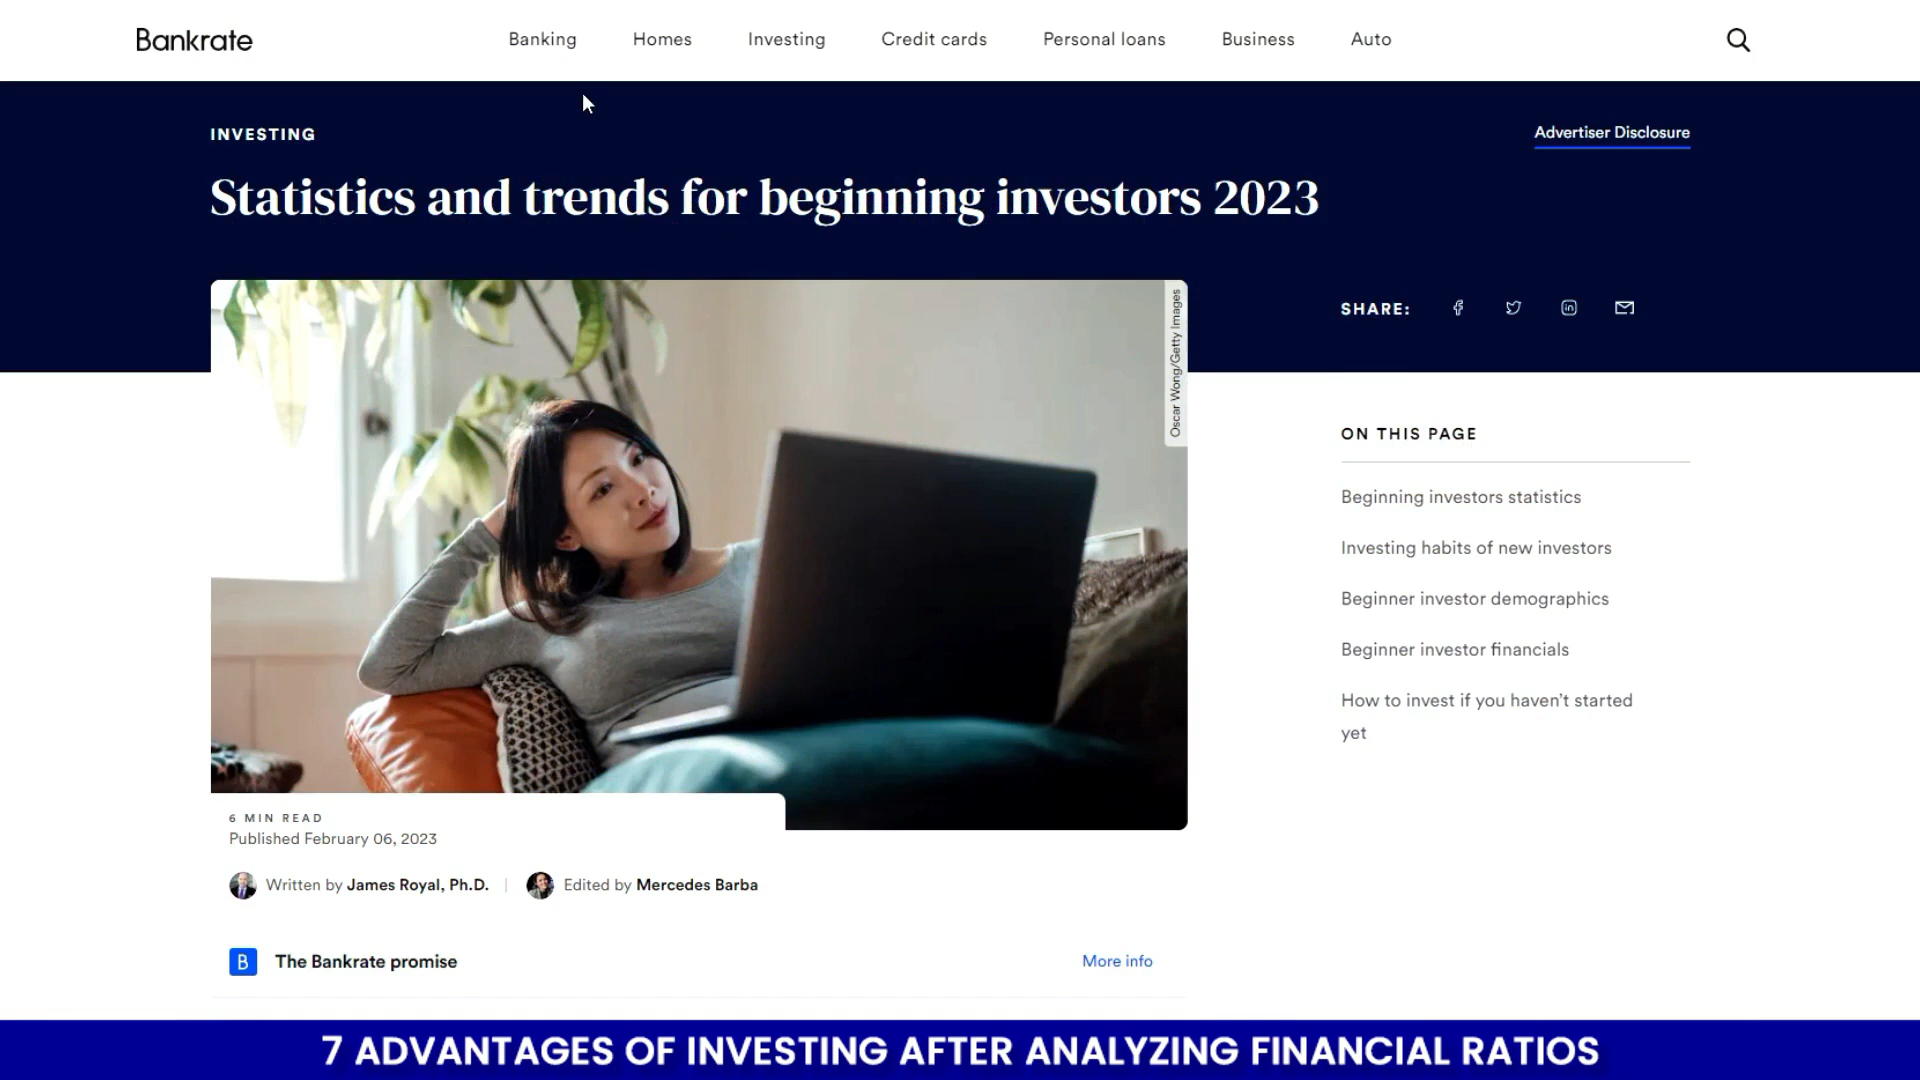 Bankrate
Banking
Homes
Investing
Credit cards
Personal loans
Business
Auto
INVESTING
Advertiser Disclosure
Statistics and trends for beginning investors 2023
Oscar Wong/Getty Images
SHARE:
ON THIS PAGE
Beginning investors statistics
Investing habits of new investors
Beginner investor demographics
Beginner investor financials
How to invest if you haven't started
yet
6 MIN READ
Published February 06, 2023
Written by James Royal, Ph.D. | Edited by Mercedes Barba
B The Bankrate promise
More info
7 ADVANTAGES OF INVESTING AFTER ANALYZING FINANCIAL RATIOS